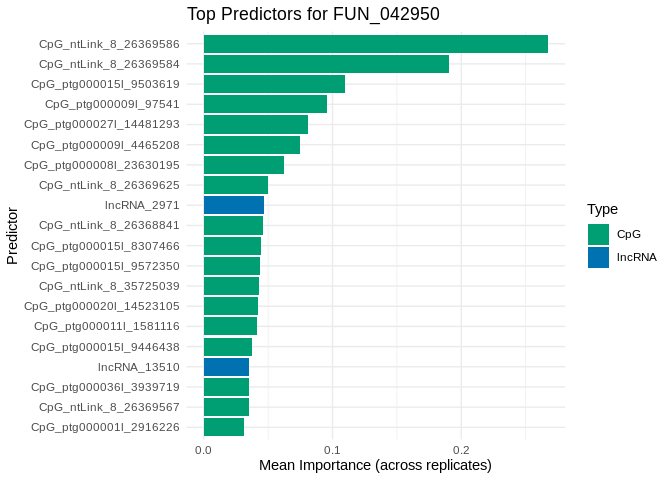 Top Predictors for FUN_042950
CpG_ntLink_8_26369586
CpG_ntLink_8_26369584
CpG_ptg000015l_9503619
CpG_ptg000009l_97541
CpG_ptg000027l_14481293
CpG_ptg000009l_4465208
CpG_ptg000008l_23630195
CpG_ntLink_8_26369625
lncRNA_2971
CpG_ntLink_8_26368841
CpG_ptg000015l_8307466
CpG_ptg000015l_9572350
CpG_ntLink_8_35725039
CpG_ptg000020l_14523105
CpG_ptg000011l_1581116
CpG_ptg000015l_9446438
lncRNA_13510
CpG_ptg000036l_3939719
CpG_ntLink_8_26369567
CpG_ptg000001l_2916226
Predictor
0.0 0.1 0.2
Mean Importance (across replicates)
Type
CpG
lncRNA